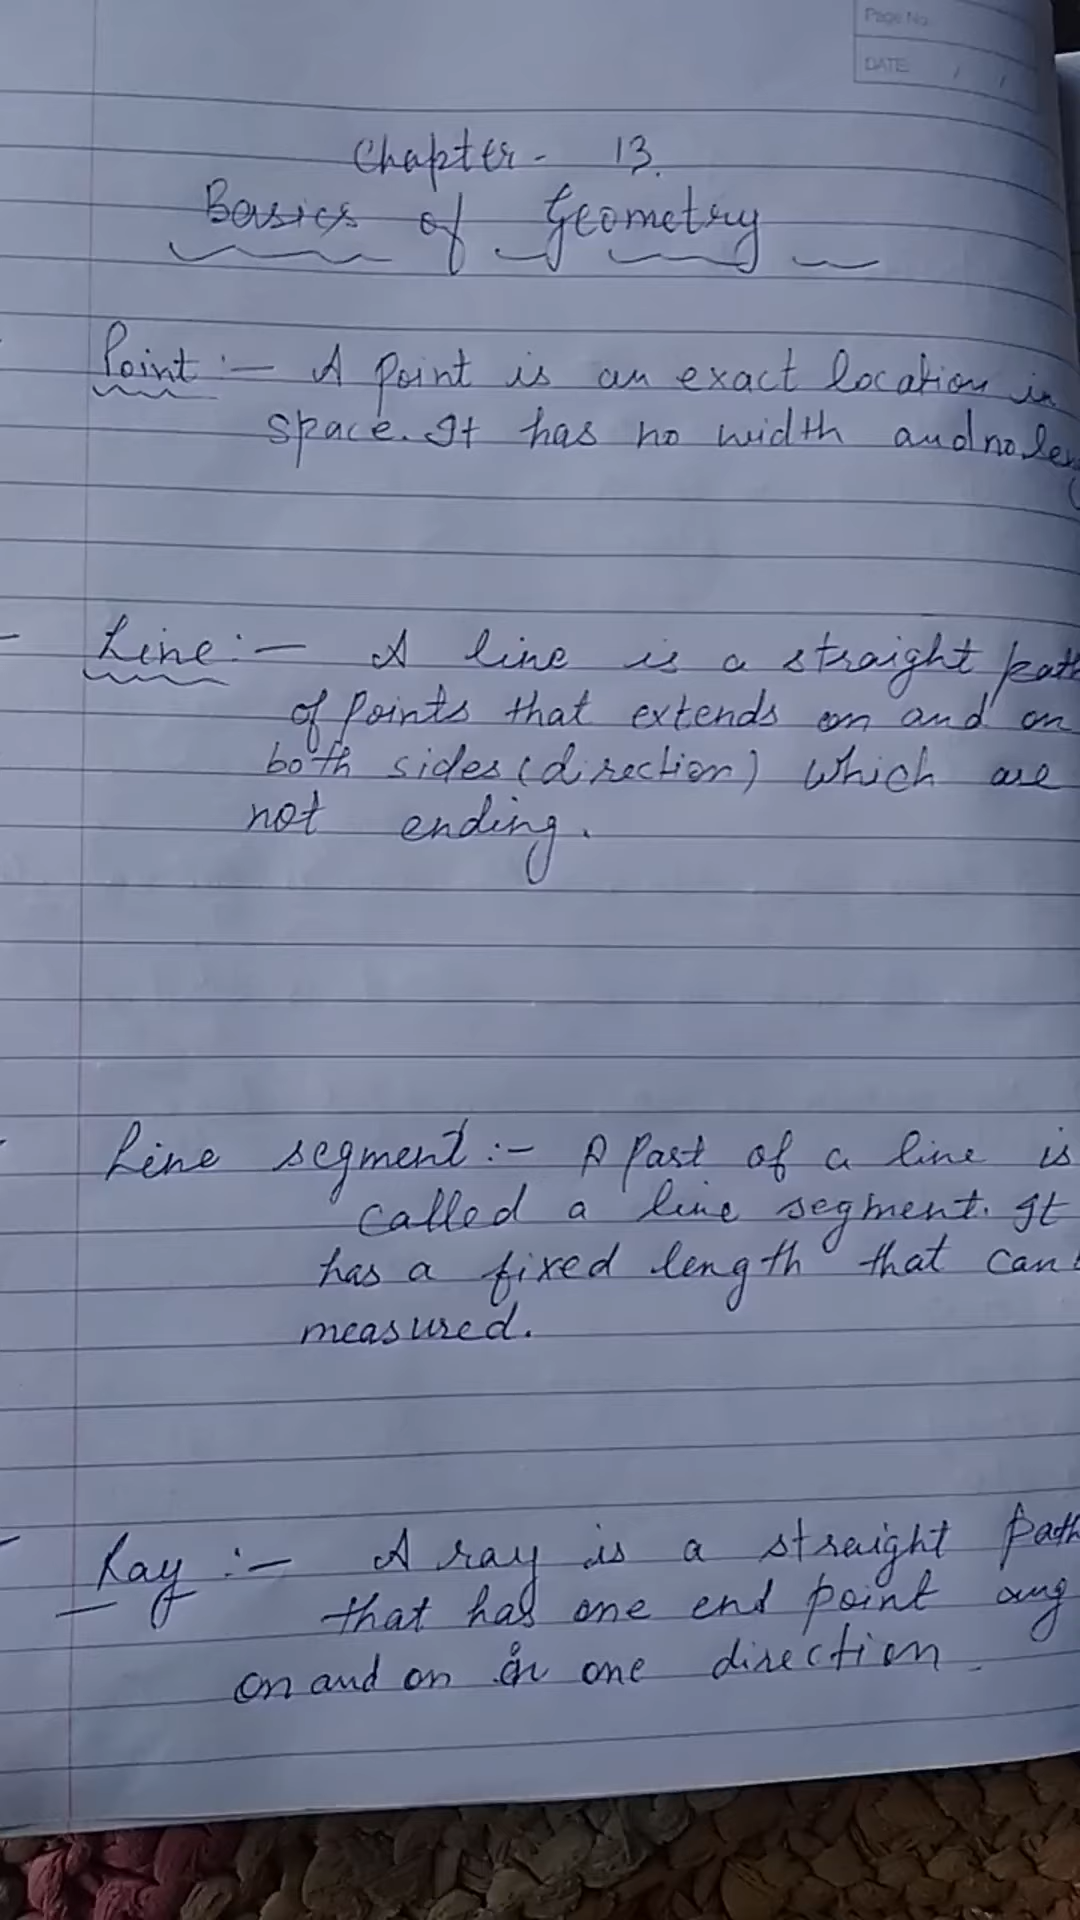 Page No.
DATE / /
Chapter - 13.
Basics of Geometry
Point :- A point is an exact location in
space. It has no width and no leng
Line :- A line is a straight path
of points that extends on and on
both sides (direction) which are
not ending.
Line segment :- A Part of a line is
called a line segment. It
has a fixed length that can
measured.
Ray :- A ray is a straight path
that has one end point
on and on in one direction.